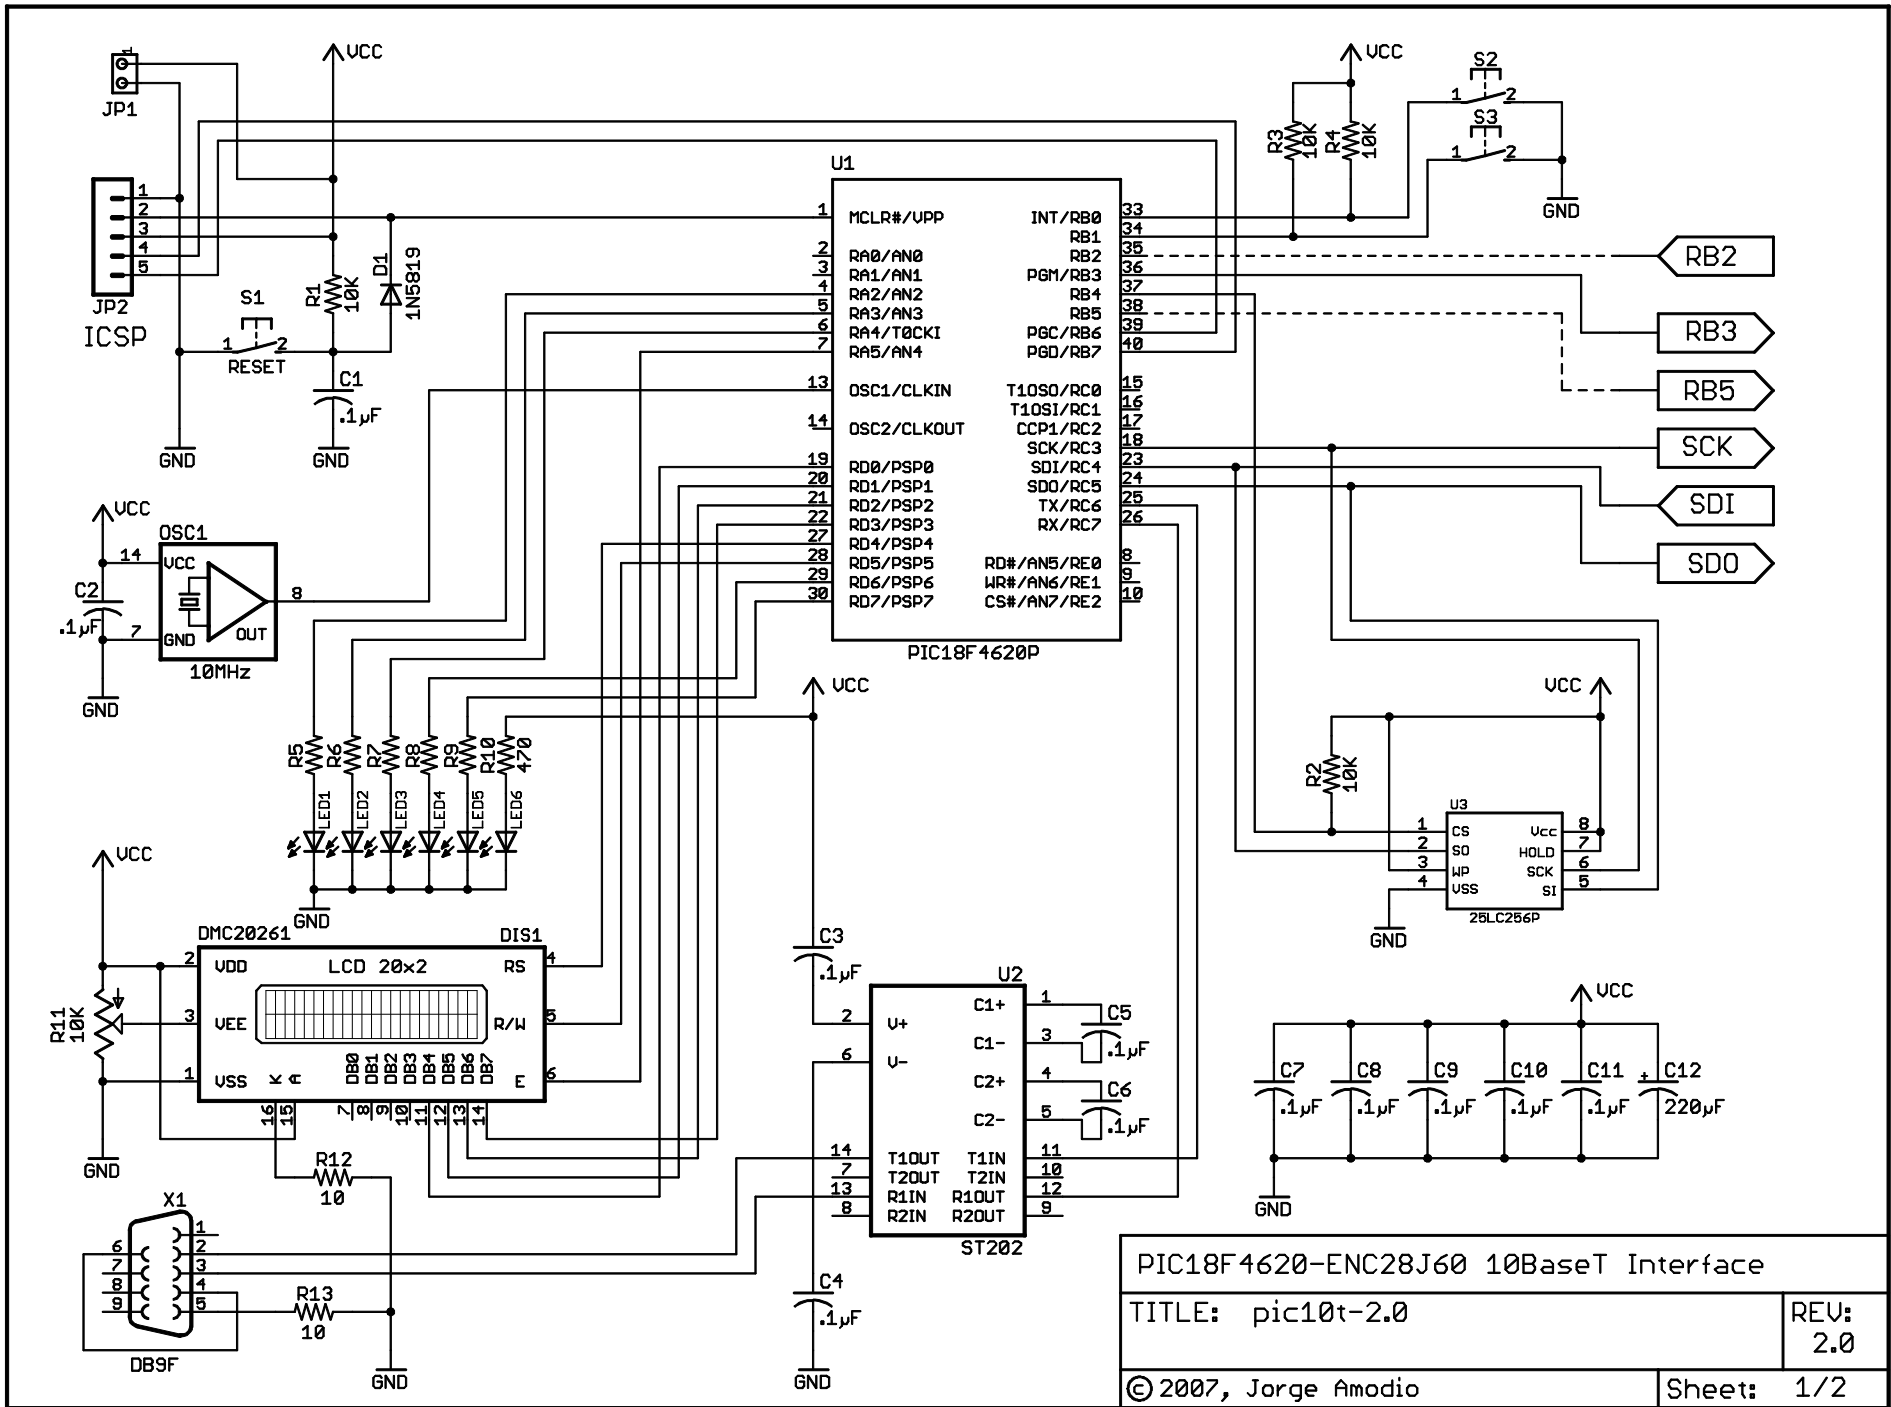 1
JP1
VCC
1
2
3
4
5
JP2
ICSP
S1
1 2
RESET
R1
10K
D1
1N5819
C1
.1µF
GND
GND
VCC
OSC1
14
VCC
C2
.1µF
7
GND
OUT
8
10MHz
GND
U1
1 MCLR#/VPP
2 RA0/AN0
3 RA1/AN1
4 RA2/AN2
5 RA3/AN3
6 RA4/T0CKI
7 RA5/AN4
13 OSC1/CLKIN
14 OSC2/CLKOUT
19 RD0/PSP0
20 RD1/PSP1
21 RD2/PSP2
22 RD3/PSP3
27 RD4/PSP4
28 RD5/PSP5
29 RD6/PSP6
30 RD7/PSP7
INT/RB0 33
RB1 34
RB2 35
PGM/RB3 36
RB4 37
RB5 38
PGC/RB6 39
PGD/RB7 40
T1OSO/RC0 15
T1OSI/RC1 16
CCP1/RC2 17
SCK/RC3 18
SDI/RC4 23
SDO/RC5 24
TX/RC6 25
RX/RC7 26
RD#/AN5/RE0 8
WR#/AN6/RE1 9
CS#/AN7/RE2 10
PIC18F4620P
VCC
R3
10K
R4
10K
S2
1 2
S3
1 2
GND
RB2
RB3
RB5
SCK
SDI
SDO
R5
R6
R7
R8
R9
R10
470
LED1
LED2
LED3
LED4
LED5
LED6
GND
VCC
VCC
R2
10K
U3
1 CS
2 SO
3 WP
4 VSS
Vcc 8
HOLD 7
SCK 6
SI 5
25LC256P
GND
VCC
DMC20261
DIS1
LCD 20x2
2 VDD
3 VEE
1 VSS
RS 4
R/W 5
E 6
K
A
DB0
DB1
DB2
DB3
DB4
DB5
DB6
DB7
16
15
7
8
9
10
11
12
13
14
R11
10K
GND
R12
10
X1
1
2
3
4
5
6
7
8
9
DB9F
R13
10
GND
C3
.1µF
U2
2 V+
6 V-
14 T1OUT
7 T2OUT
13 R1IN
8 R2IN
C1+ 1
C1- 3
C2+ 4
C2- 5
T1IN 11
T2IN 10
R1OUT 12
R2OUT 9
ST202
C5
.1µF
C6
.1µF
C4
.1µF
GND
VCC
C7
.1µF
C8
.1µF
C9
.1µF
C10
.1µF
C11
.1µF
+
C12
220µF
GND
PIC18F4620-ENC28J60 10BaseT Interface
TITLE: pic10t-2.0
REV:
2.0
© 2007, Jorge Amodio
Sheet: 1/2